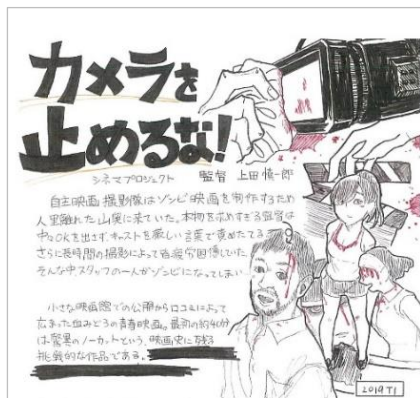 カメラを
止めるな!
シネマプロジェクト 監督 上田慎一郎
自主映画撮影隊はゾンビ映画を制作するため
人里離れた山奥に来ていた。本物を求めすぎる監督は
中々OKを出さず、キャストを厳しい言葉で責めたてる。
さらに長時間の撮影によって皆疲労困憊していた。
そんな中スタッフの一人がゾンビになってしまい
小さな映画館での公開から口コミによって
広まった血みどろの青春映画。最初の約40分
は驚異のノーカットという、映画史に残る
挑戦的な作品である。
2019 T1